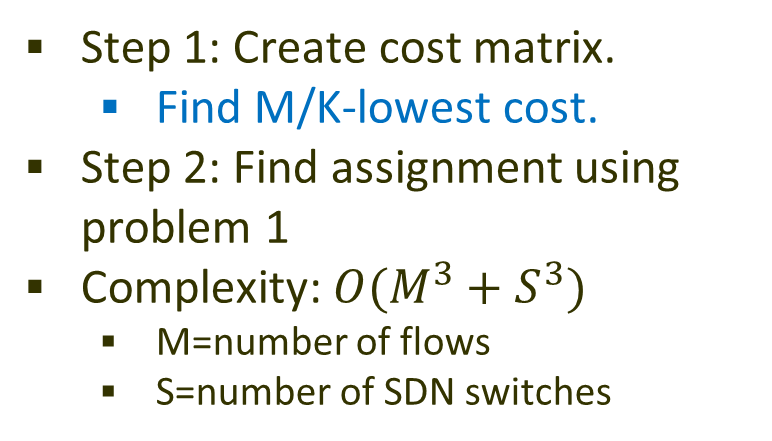 ▪ Step 1: Create cost matrix.
▪ Find M/K-lowest cost.
▪ Step 2: Find assignment using
problem 1
▪ Complexity: O(M³ + S³)
▪ M=number of flows
▪ S=number of SDN switches